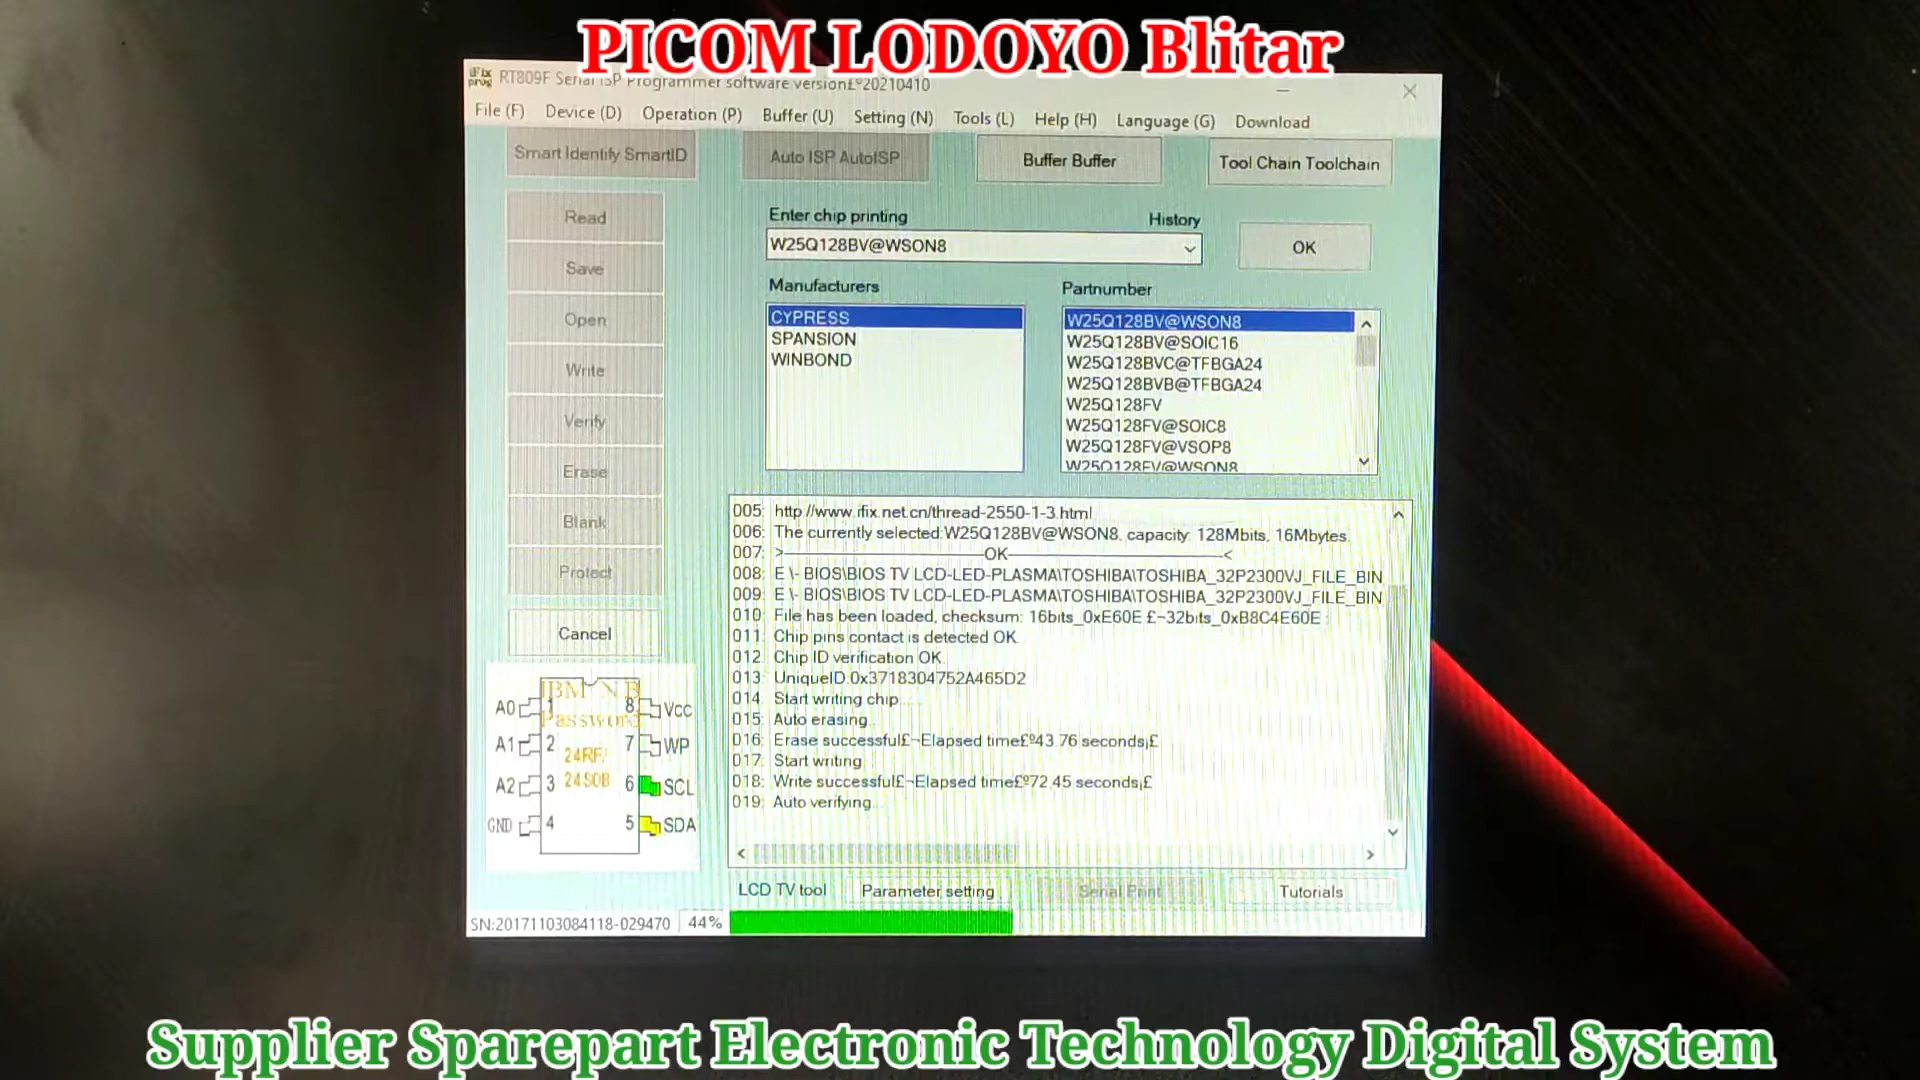 PICOM LODOYO Blitar
RT809F Serial ISP Programmer software version£º20210410
File (F) Device (D) Operation (P) Buffer (U) Setting (N) Tools (L) Help (H) Language (G) Download
Smart Identify SmartID Auto ISP AutoISP Buffer Buffer Tool Chain Toolchain
Read
Save
Open
Write
Verify
Erase
Blank
Protect
Cancel
Enter chip printing History
W25Q128BV@WSON8
OK
Manufacturers
CYPRESS
SPANSION
WINBOND
Partnumber
W25Q128BV@WSON8
W25Q128BV@SOIC16
W25Q128BVC@TFBGA24
W25Q128BVB@TFBGA24
W25Q128FV
W25Q128FV@SOIC8
W25Q128FV@VSOP8
W25Q128FV@WSON8
005: http://www.ifix.net.cn/thread-2550-1-3.html
006: The currently selected:W25Q128BV@WSON8, capacity: 128Mbits, 16Mbytes.
007: >——————————OK——————————<
008: E:\- BIOS\BIOS TV LCD-LED-PLASMA\TOSHIBA\TOSHIBA_32P2300VJ_FILE_BIN
009: E:\- BIOS\BIOS TV LCD-LED-PLASMA\TOSHIBA\TOSHIBA_32P2300VJ_FILE_BIN
010: File has been loaded, checksum: 16bits_0xE60E £¬32bits_0xB8C4E60E :
011: Chip pins contact is detected OK.
012: Chip ID verification OK.
013: UniqueID:0x3718304752A465D2
014: Start writing chip......
015: Auto erasing...
016: Erase successful£¬Elapsed time£º43.76 seconds¡£
017: Start writing...
018: Write successful£¬Elapsed time£º72.45 seconds¡£
019: Auto verifying...
IBM NB
Password
24RF/
24S08
A0 1 8 Vcc
A1 2 7 WP
A2 3 6 SCL
GND 4 5 SDA
LCD TV tool Parameter setting Serial Print Tutorials
SN:20171103084118-029470 44%
Supplier Sparepart Electronic Technology Digital System